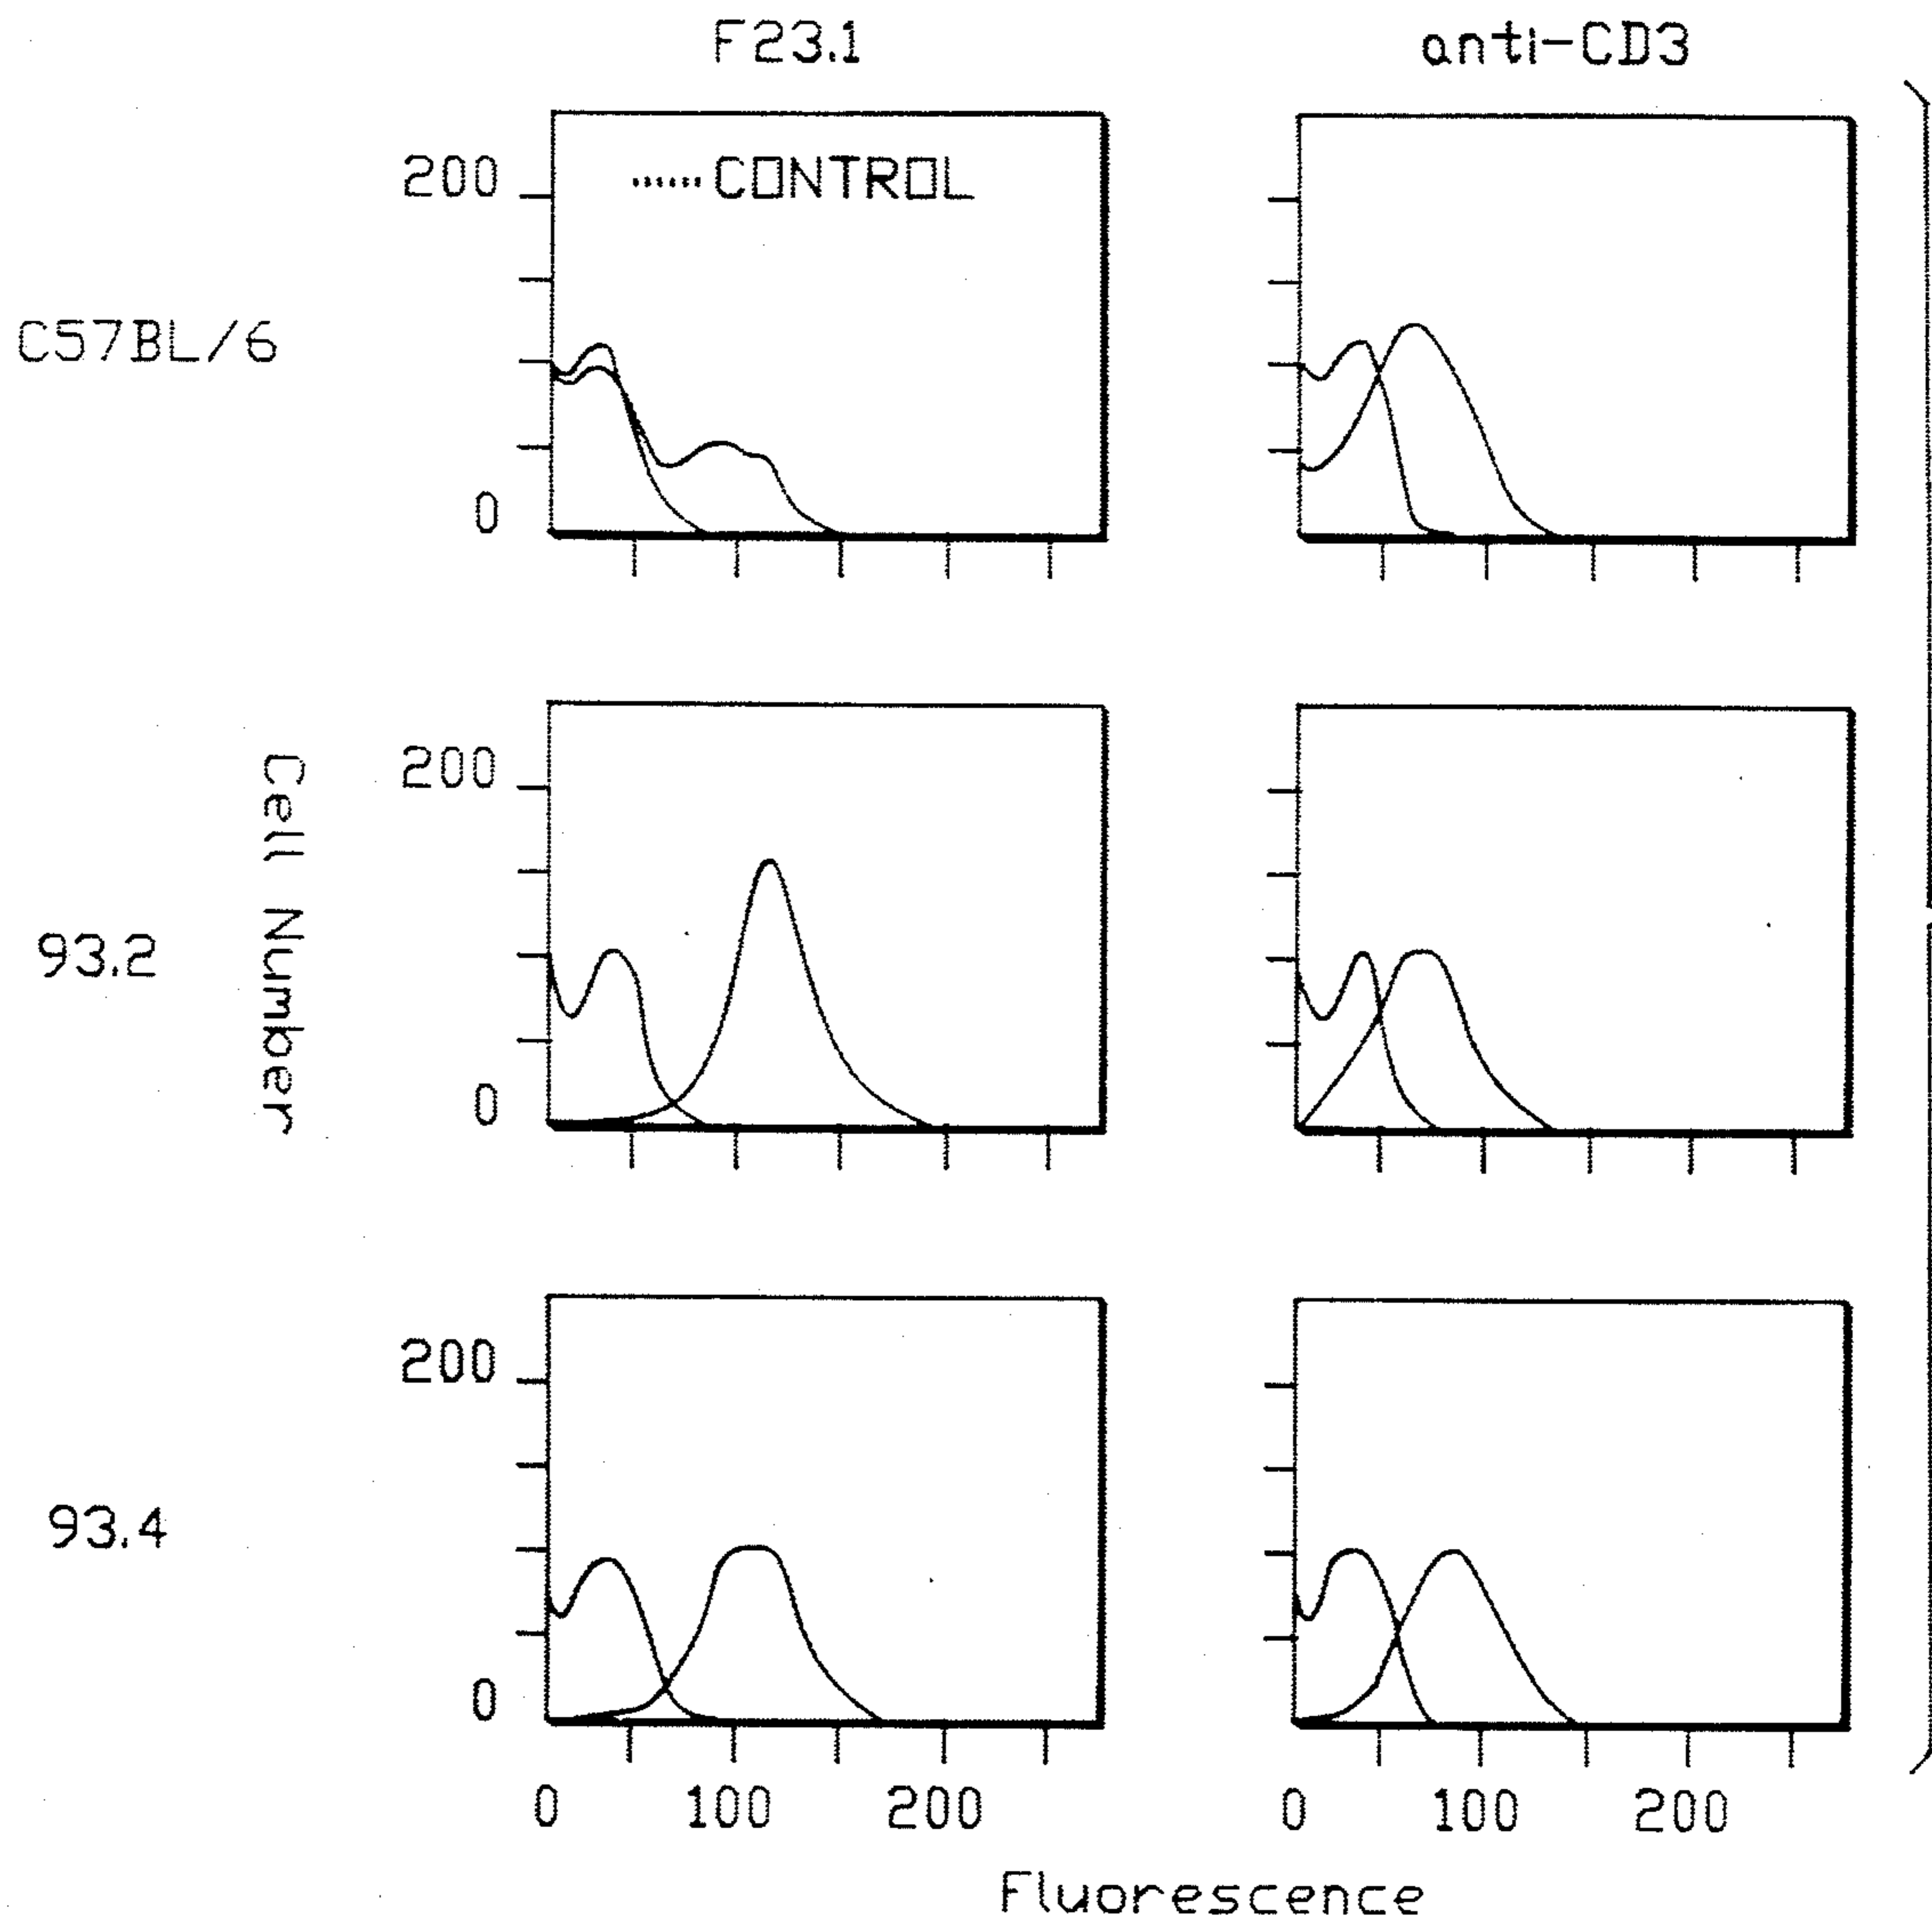 F23.1
anti-CD3
200
...... CONTROL
C57BL/6
0
200
Cell Number
93.2
0
200
93.4
0
0 100 200
0 100 200
Fluorescence